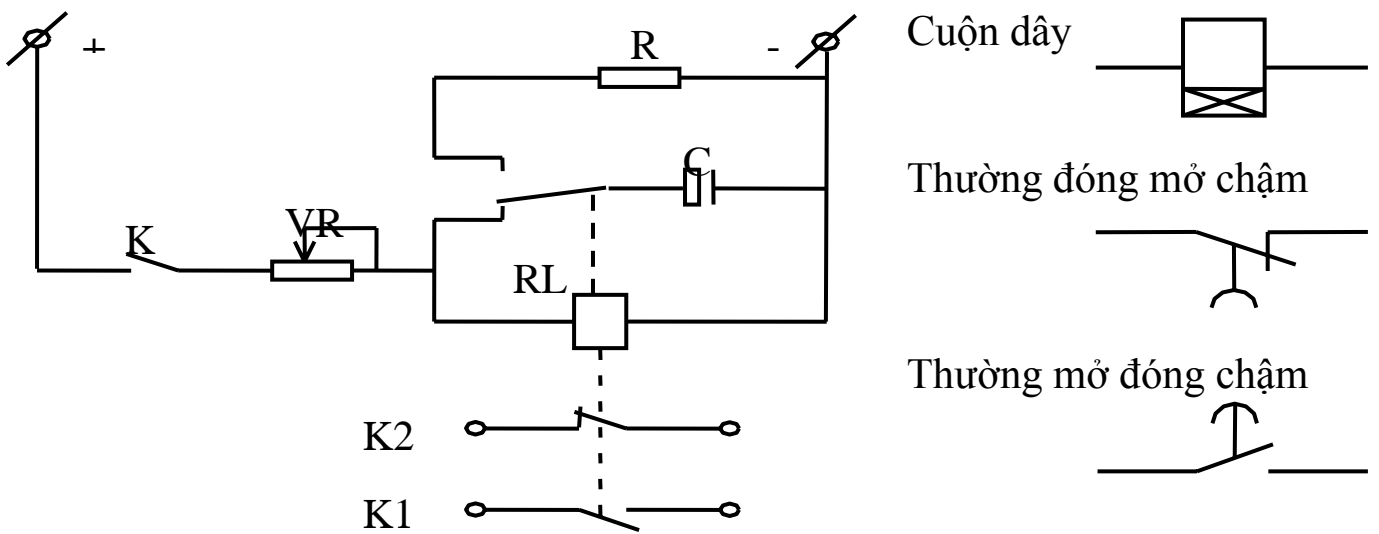 +
R
-
C
K
VR
RL
K2
K1
Cuộn dây
Thường đóng mở chậm
Thường mở đóng chậm